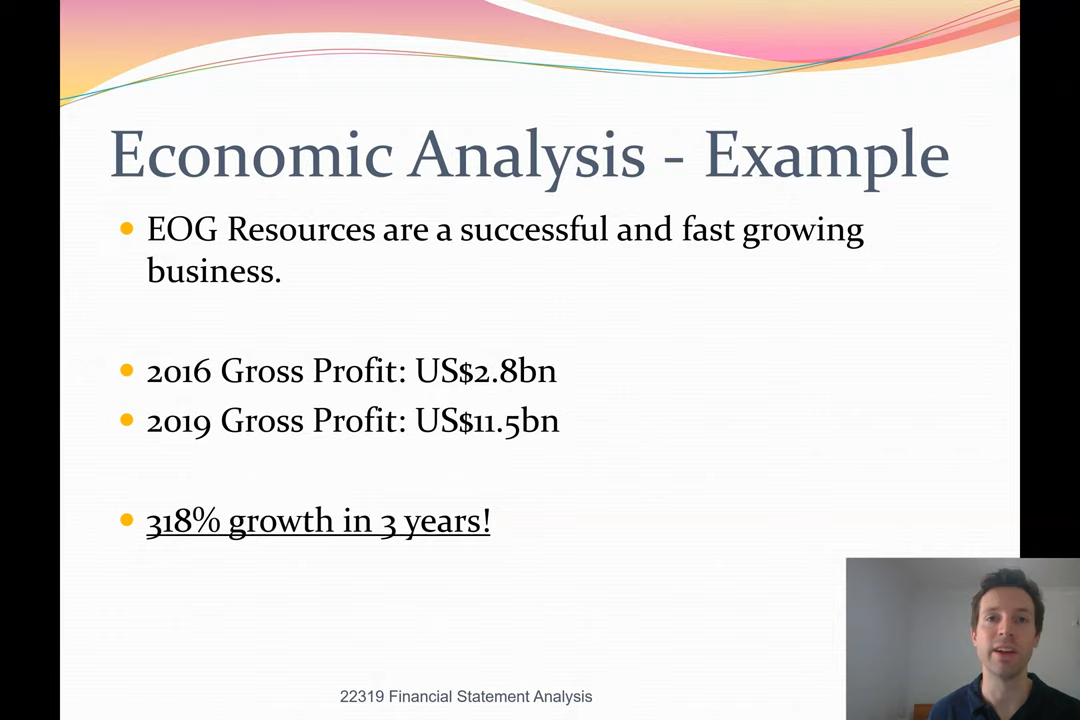 Economic Analysis - Example
EOG Resources are a successful and fast growing
business.
2016 Gross Profit: US$2.8bn
2019 Gross Profit: US$11.5bn
318% growth in 3 years!
22319 Financial Statement Analysis